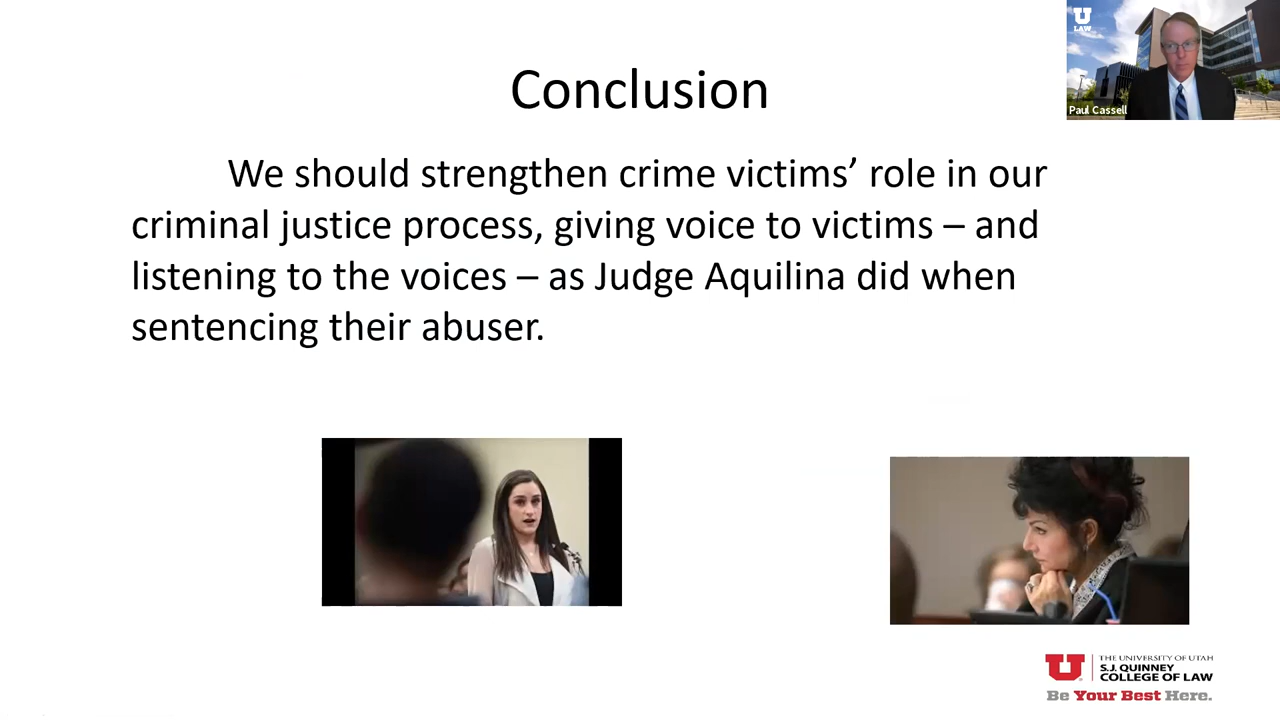 U
LAW
Paul Cassell
Conclusion
We should strengthen crime victims’ role in our
criminal justice process, giving voice to victims – and
listening to the voices – as Judge Aquilina did when
sentencing their abuser.
U
THE UNIVERSITY OF UTAH
S.J. QUINNEY
COLLEGE OF LAW
Be Your Best Here.